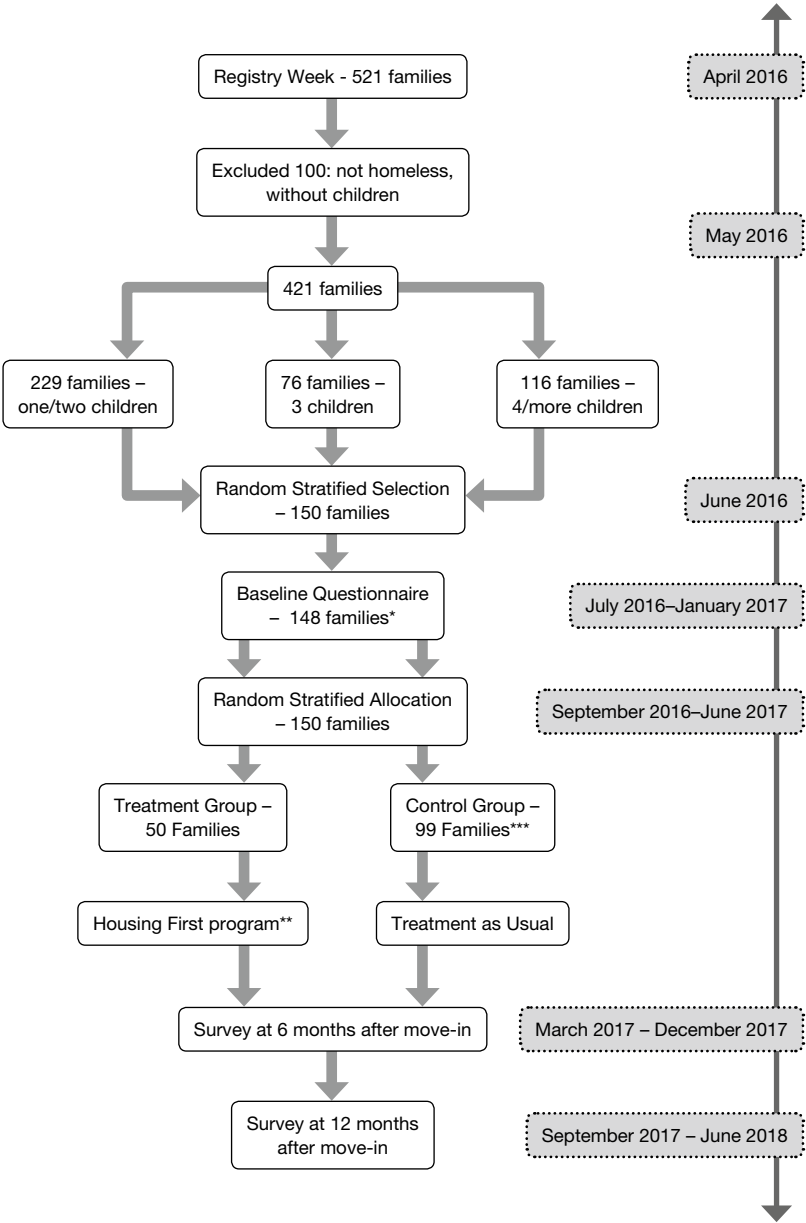 Registry Week - 521 families
April 2016
Excluded 100: not homeless,
without children
May 2016
421 families
229 families –
one/two children
76 families –
3 children
116 families –
4/more children
Random Stratified Selection
– 150 families
June 2016
Baseline Questionnaire
– 148 families*
July 2016–January 2017
Random Stratified Allocation
– 150 families
September 2016–June 2017
Treatment Group –
50 Families
Control Group –
99 Families***
Housing First program**
Treatment as Usual
Survey at 6 months after move-in
March 2017 – December 2017
Survey at 12 months
after move-in
September 2017 – June 2018